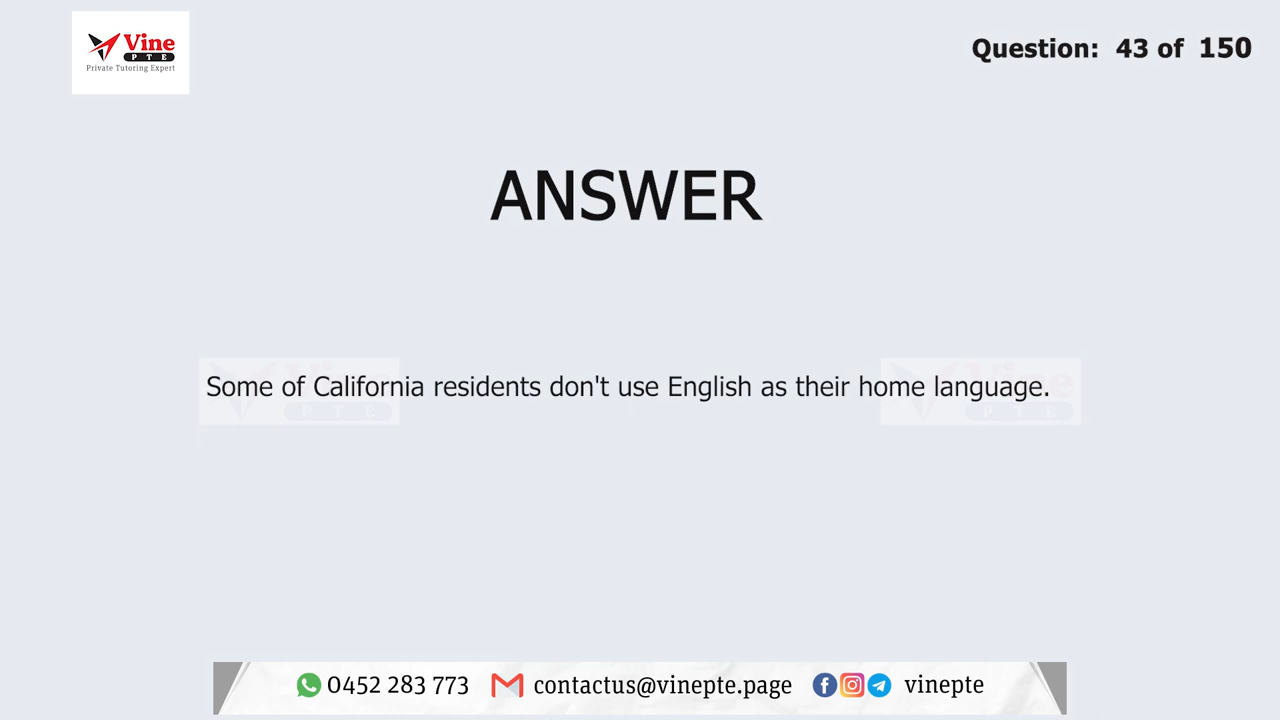 Vine
PTE
Private Tutoring Expert
Question: 43 of 150
ANSWER
Some of California residents don't use English as their home language.
0452 283 773 contactus@vinepte.page vinepte